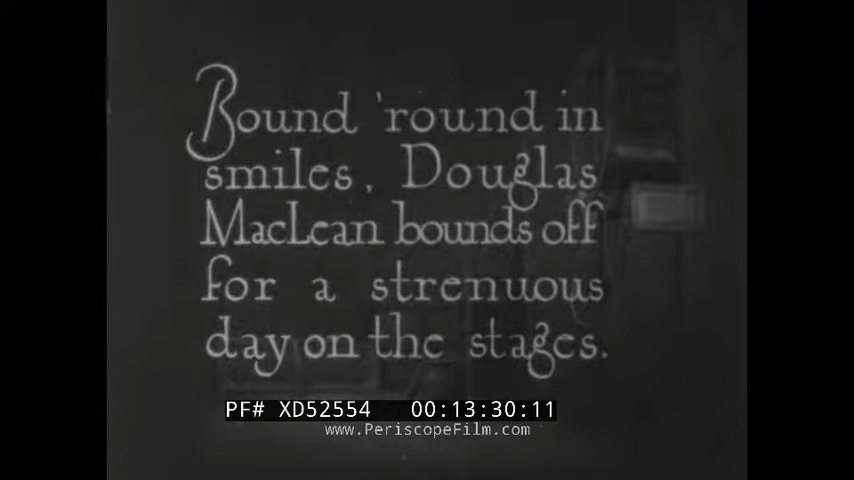 Bound 'round in
smiles, Douglas
MacLean bounds off
for a strenuous
day on the stages.
PF# XD52554 00:13:30:11
www.PeriscopeFilm.com